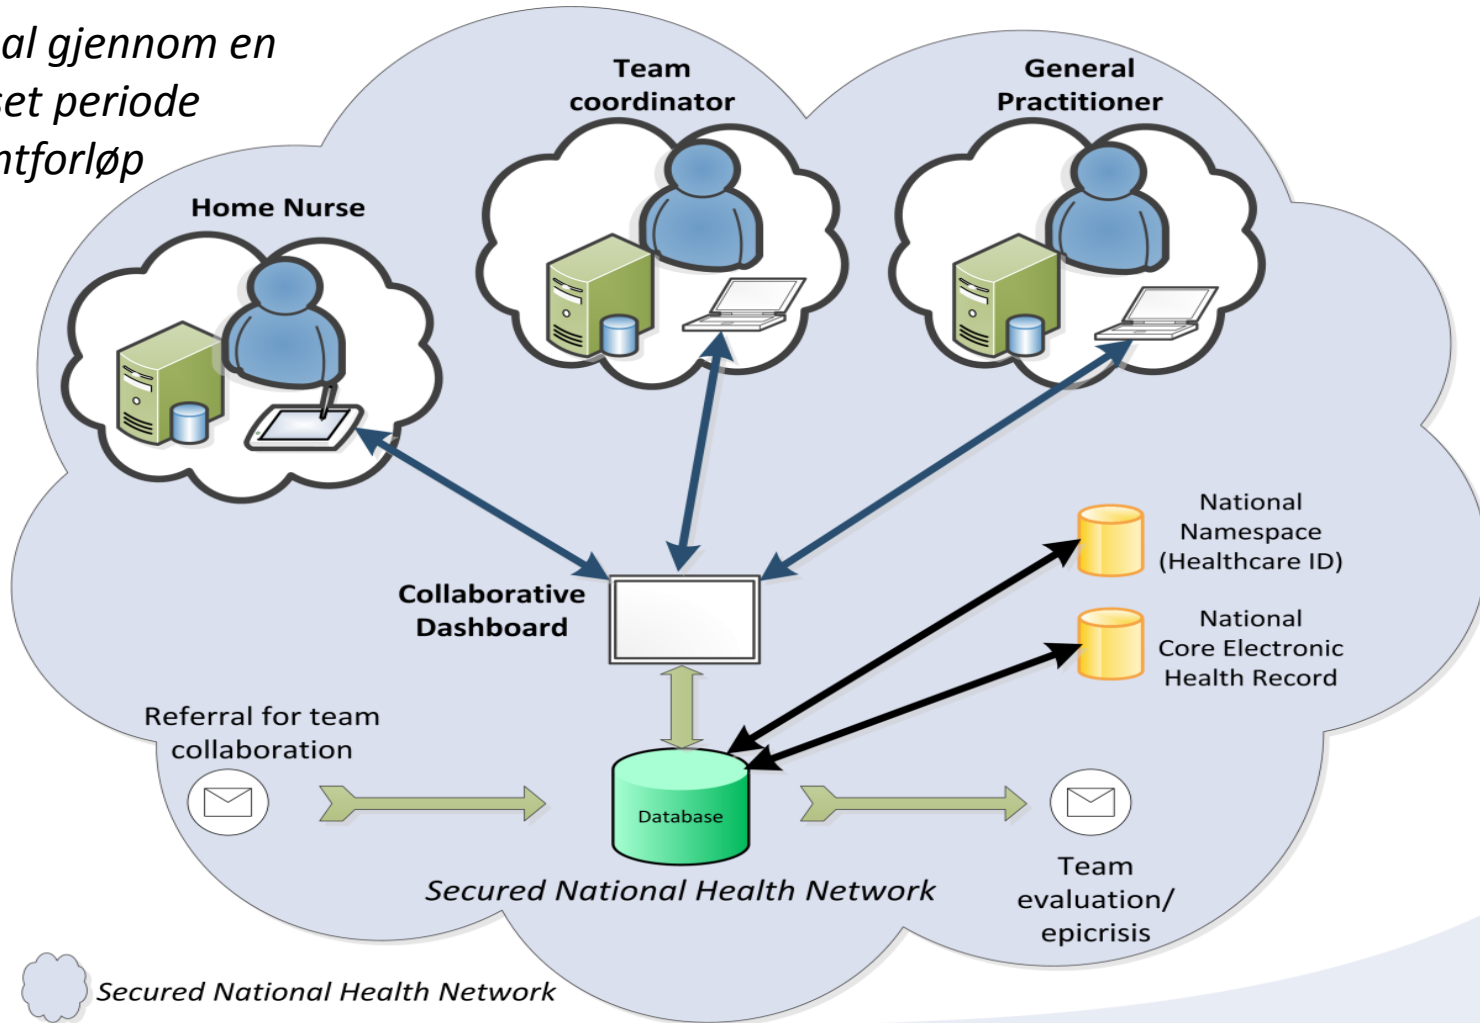 al gjennom en
set periode
ntforløp
Team
coordinator
General
Practitioner
Home Nurse
National
Namespace
(Healthcare ID)
Collaborative
Dashboard
National
Core Electronic
Health Record
Referral for team
collaboration
Database
Team
evaluation/
epicrisis
Secured National Health Network
Secured National Health Network